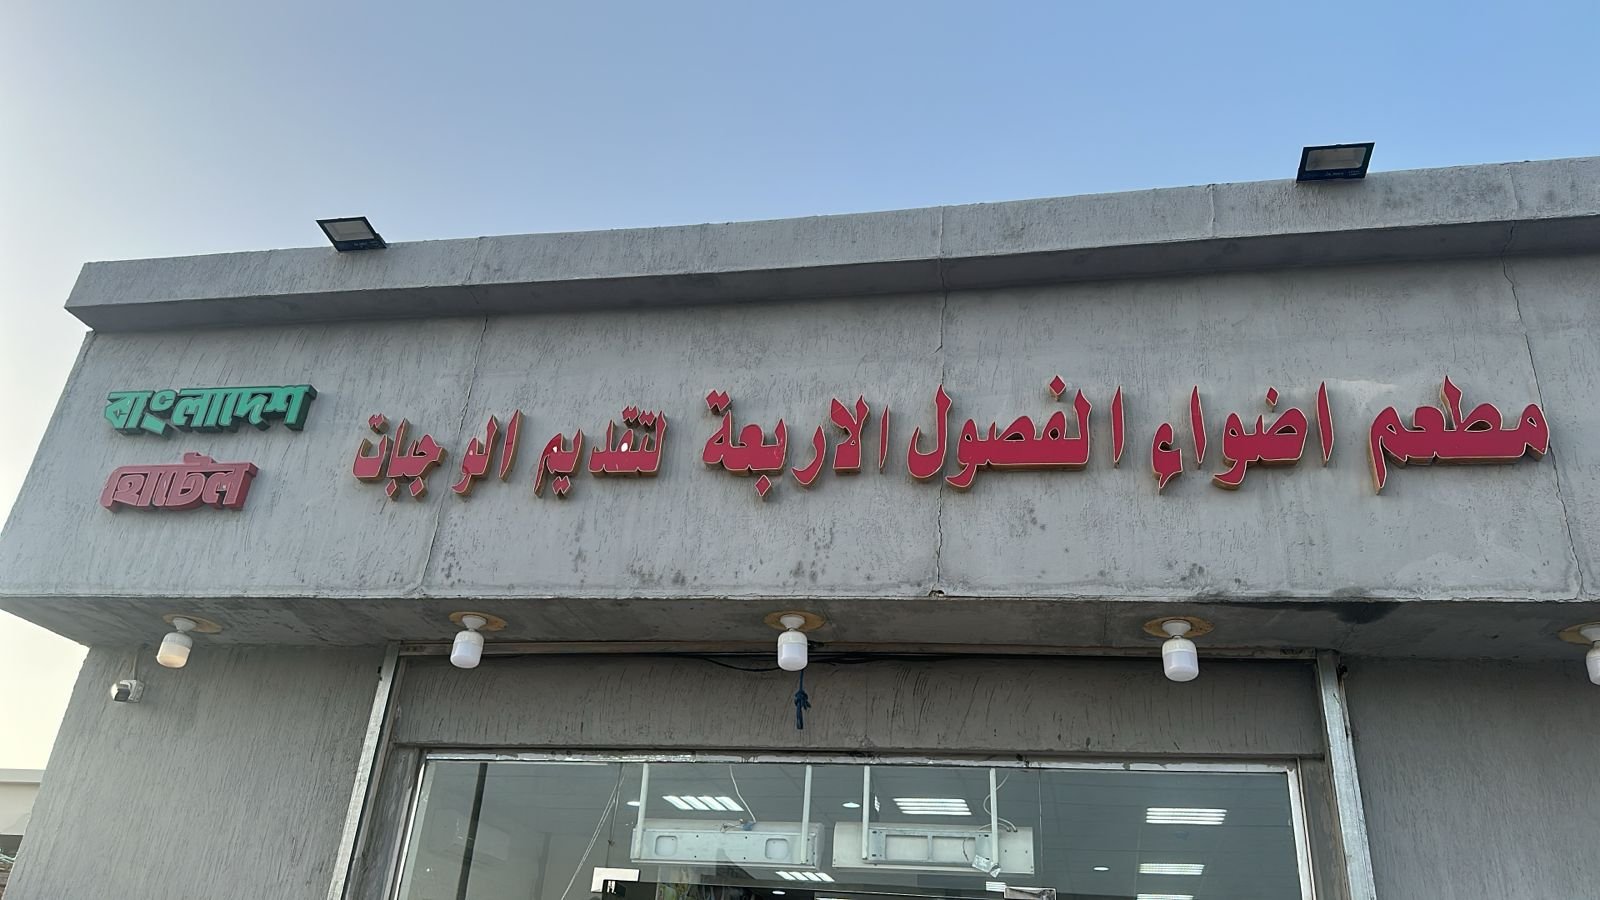 مطعم اضواء الفصول الاربعة لتقديم الوجبات
বাংলাদেশ
হোটেল